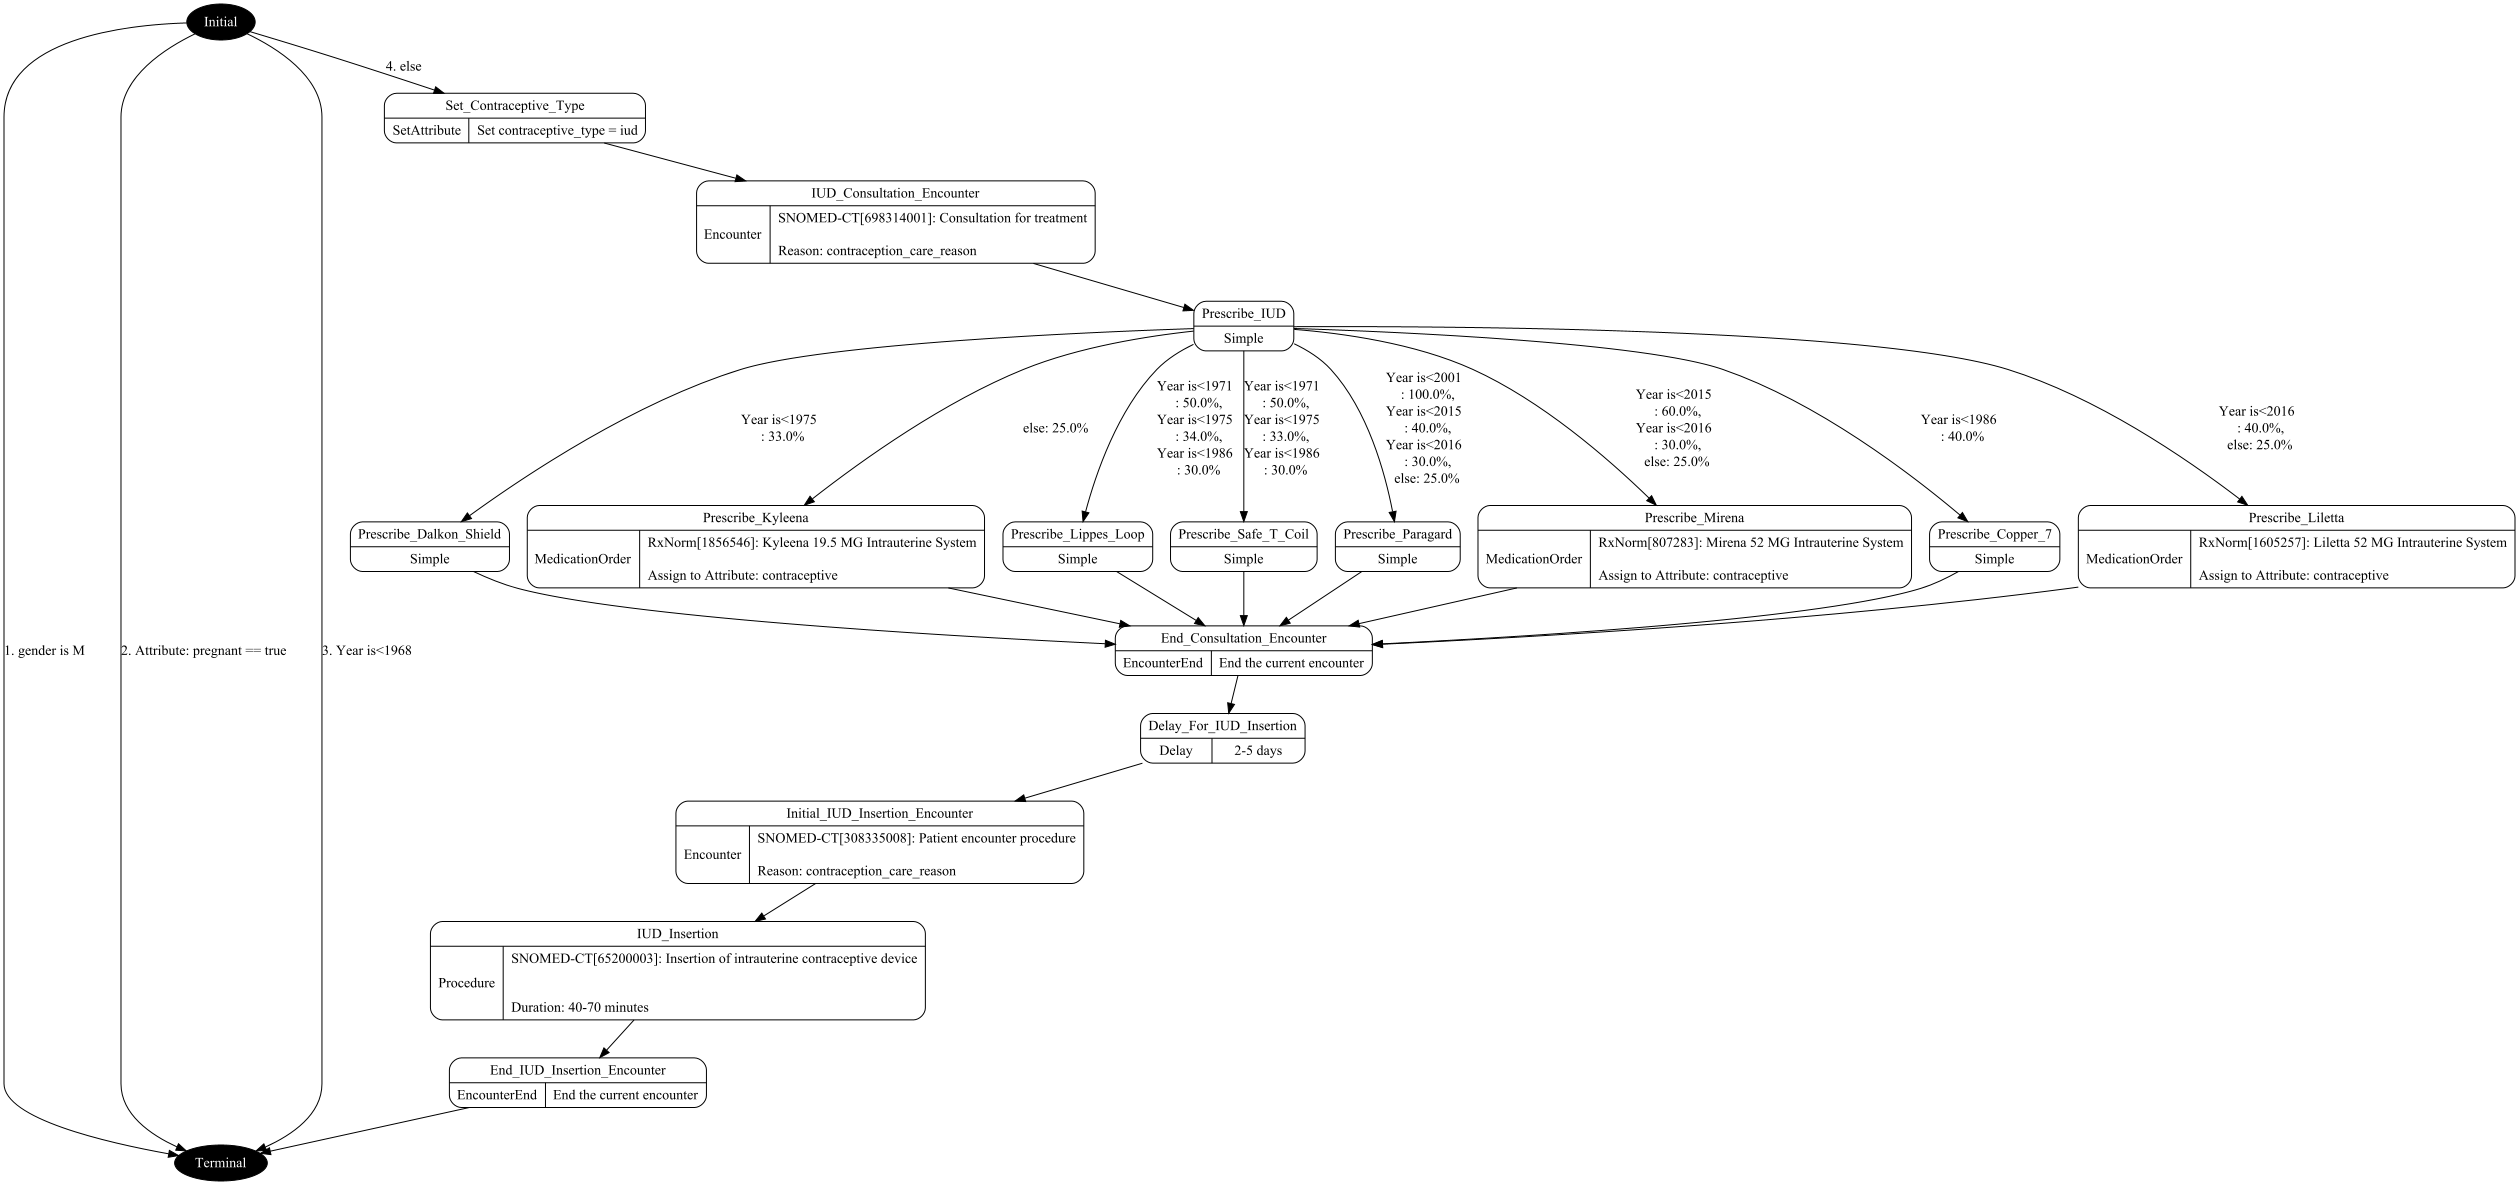 Initial
4. else
Set_Contraceptive_Type
SetAttribute
Set contraceptive_type = iud
IUD_Consultation_Encounter
Encounter
SNOMED-CT[698314001]: Consultation for treatment
Reason: contraception_care_reason
Prescribe_IUD
Simple
Year is<1975
: 33.0%
else: 25.0%
Year is<1971
: 50.0%,
Year is<1975
: 34.0%,
Year is<1986
: 30.0%
Year is<1971
: 50.0%,
Year is<1975
: 33.0%,
Year is<1986
: 30.0%
Year is<2001
: 100.0%,
Year is<2015
: 40.0%,
Year is<2016
: 30.0%,
else: 25.0%
Year is<2015
: 60.0%,
Year is<2016
: 30.0%,
else: 25.0%
Year is<1986
: 40.0%
Year is<2016
: 40.0%,
else: 25.0%
Prescribe_Dalkon_Shield
Simple
Prescribe_Kyleena
MedicationOrder
RxNorm[1856546]: Kyleena 19.5 MG Intrauterine System
Assign to Attribute: contraceptive
Prescribe_Lippes_Loop
Simple
Prescribe_Safe_T_Coil
Simple
Prescribe_Paragard
Simple
Prescribe_Mirena
MedicationOrder
RxNorm[807283]: Mirena 52 MG Intrauterine System
Assign to Attribute: contraceptive
Prescribe_Copper_7
Simple
Prescribe_Liletta
MedicationOrder
RxNorm[1605257]: Liletta 52 MG Intrauterine System
Assign to Attribute: contraceptive
1. gender is M
2. Attribute: pregnant == true
3. Year is<1968
End_Consultation_Encounter
EncounterEnd
End the current encounter
Delay_For_IUD_Insertion
Delay
2-5 days
Initial_IUD_Insertion_Encounter
Encounter
SNOMED-CT[308335008]: Patient encounter procedure
Reason: contraception_care_reason
IUD_Insertion
Procedure
SNOMED-CT[65200003]: Insertion of intrauterine contraceptive device
Duration: 40-70 minutes
End_IUD_Insertion_Encounter
EncounterEnd
End the current encounter
Terminal